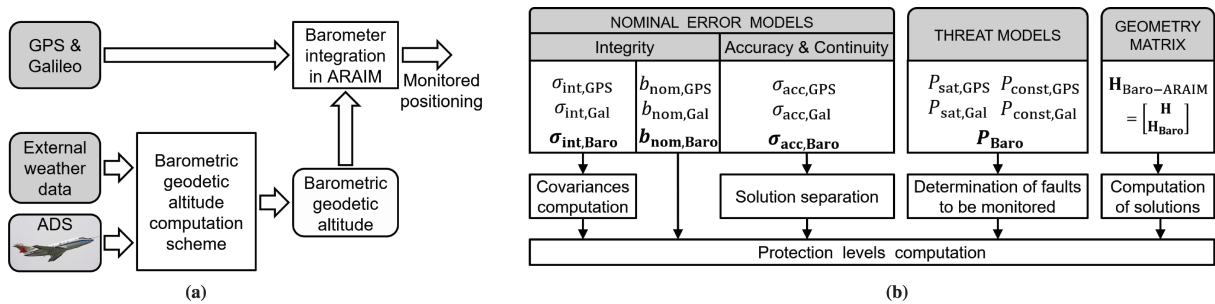 GPS &
Galileo
Barometer
integration
in ARAIM
Monitored
positioning
External
weather
data
ADS
Barometric
geodetic
altitude
computation
scheme
Barometric
geodetic
altitude
(a)
NOMINAL ERROR MODELS
Integrity
Accuracy & Continuity
σint,GPS
σint,Gal
σint,Baro
bnom,GPS
bnom,Gal
bnom,Baro
σacc,GPS
σacc,Gal
σacc,Baro
THREAT MODELS
Psat,GPS Pconst,GPS
Psat,Gal Pconst,Gal
PBaro
GEOMETRY
MATRIX
HBaro−ARAIM
= [H
HBaro]
Covariances
computation
Solution separation
Determination of faults
to be monitored
Computation
of solutions
Protection levels computation
(b)